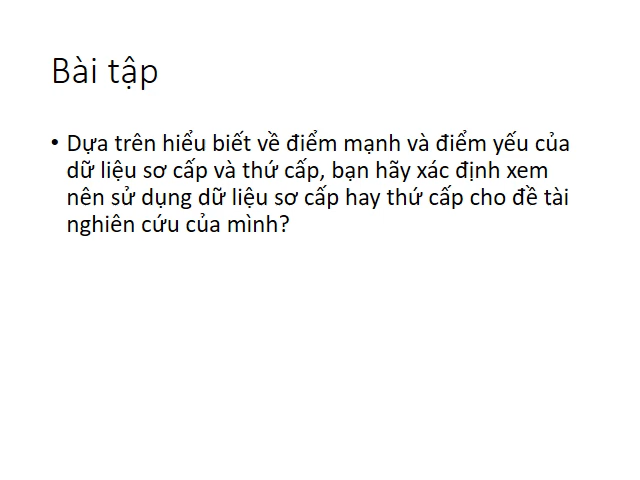 Bài tập
• Dựa trên hiểu biết về điểm mạnh và điểm yếu của
dữ liệu sơ cấp và thứ cấp, bạn hãy xác định xem
nên sử dụng dữ liệu sơ cấp hay thứ cấp cho đề tài
nghiên cứu của mình?